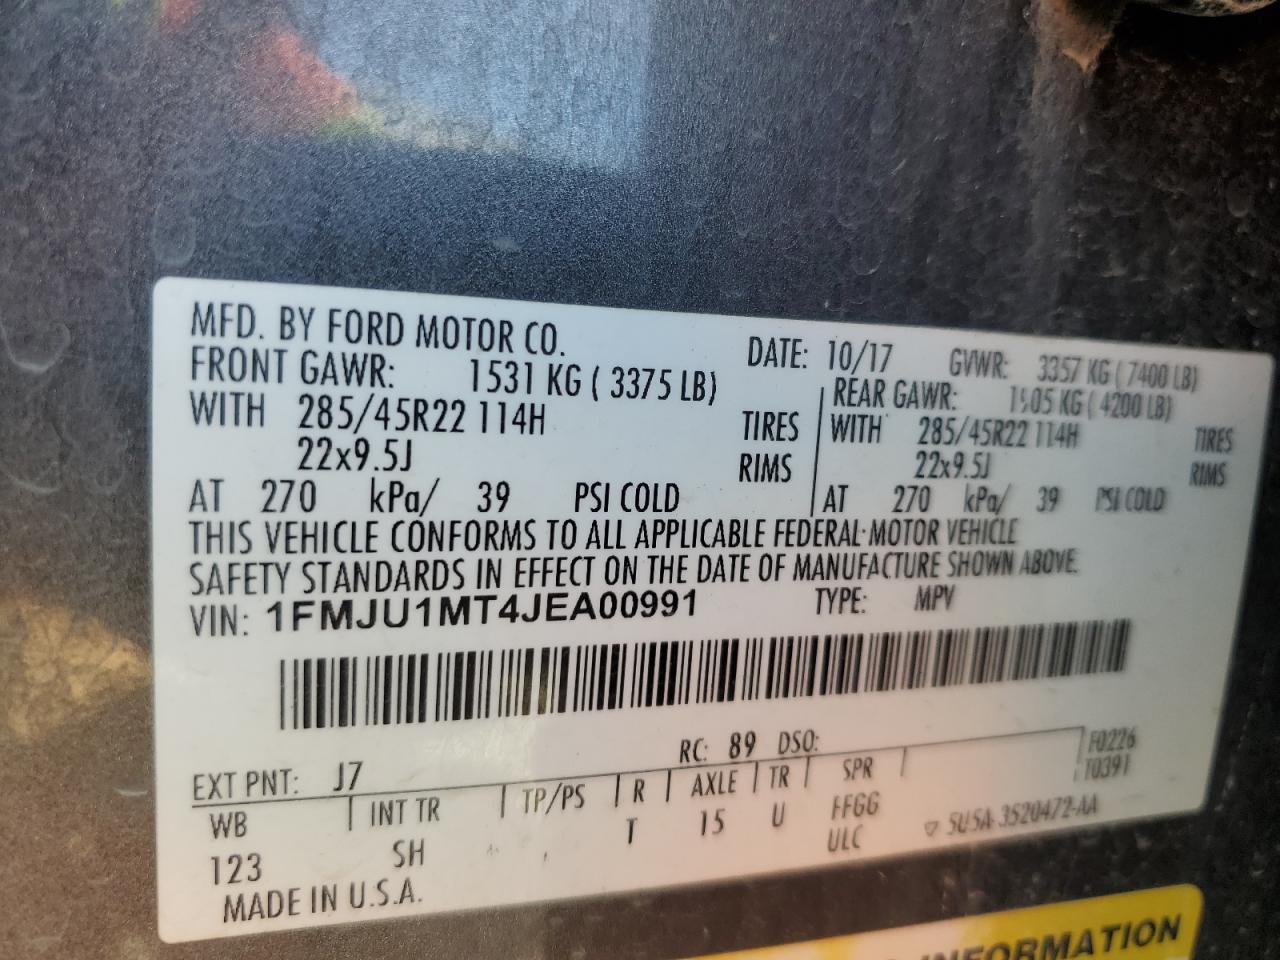 MFD. BY FORD MOTOR CO. DATE: 10/17 GVWR: 3357 KG ( 7400 LB)
FRONT GAWR: 1531 KG ( 3375 LB) REAR GAWR: 1905 KG ( 4200 LB)
WITH 285/45R22 114H TIRES WITH 285/45R22 114H TIRES
22x9.5J RIMS 22x9.5J RIMS
AT 270 kPa/ 39 PSI COLD AT 270 kPa/ 39 PSI COLD
THIS VEHICLE CONFORMS TO ALL APPLICABLE FEDERAL MOTOR VEHICLE
SAFETY STANDARDS IN EFFECT ON THE DATE OF MANUFACTURE SHOWN ABOVE.
VIN: 1FMJU1MT4JEA00991 TYPE: MPV
EXT PNT: J7 RC: 89 DSO: F0226
WB INT TR TP/PS R AXLE TR SPR T0391
123 SH T 15 U FFGG
ULC ▽ SU5A-3520472-AA
MADE IN U.S.A.
INFORMATION